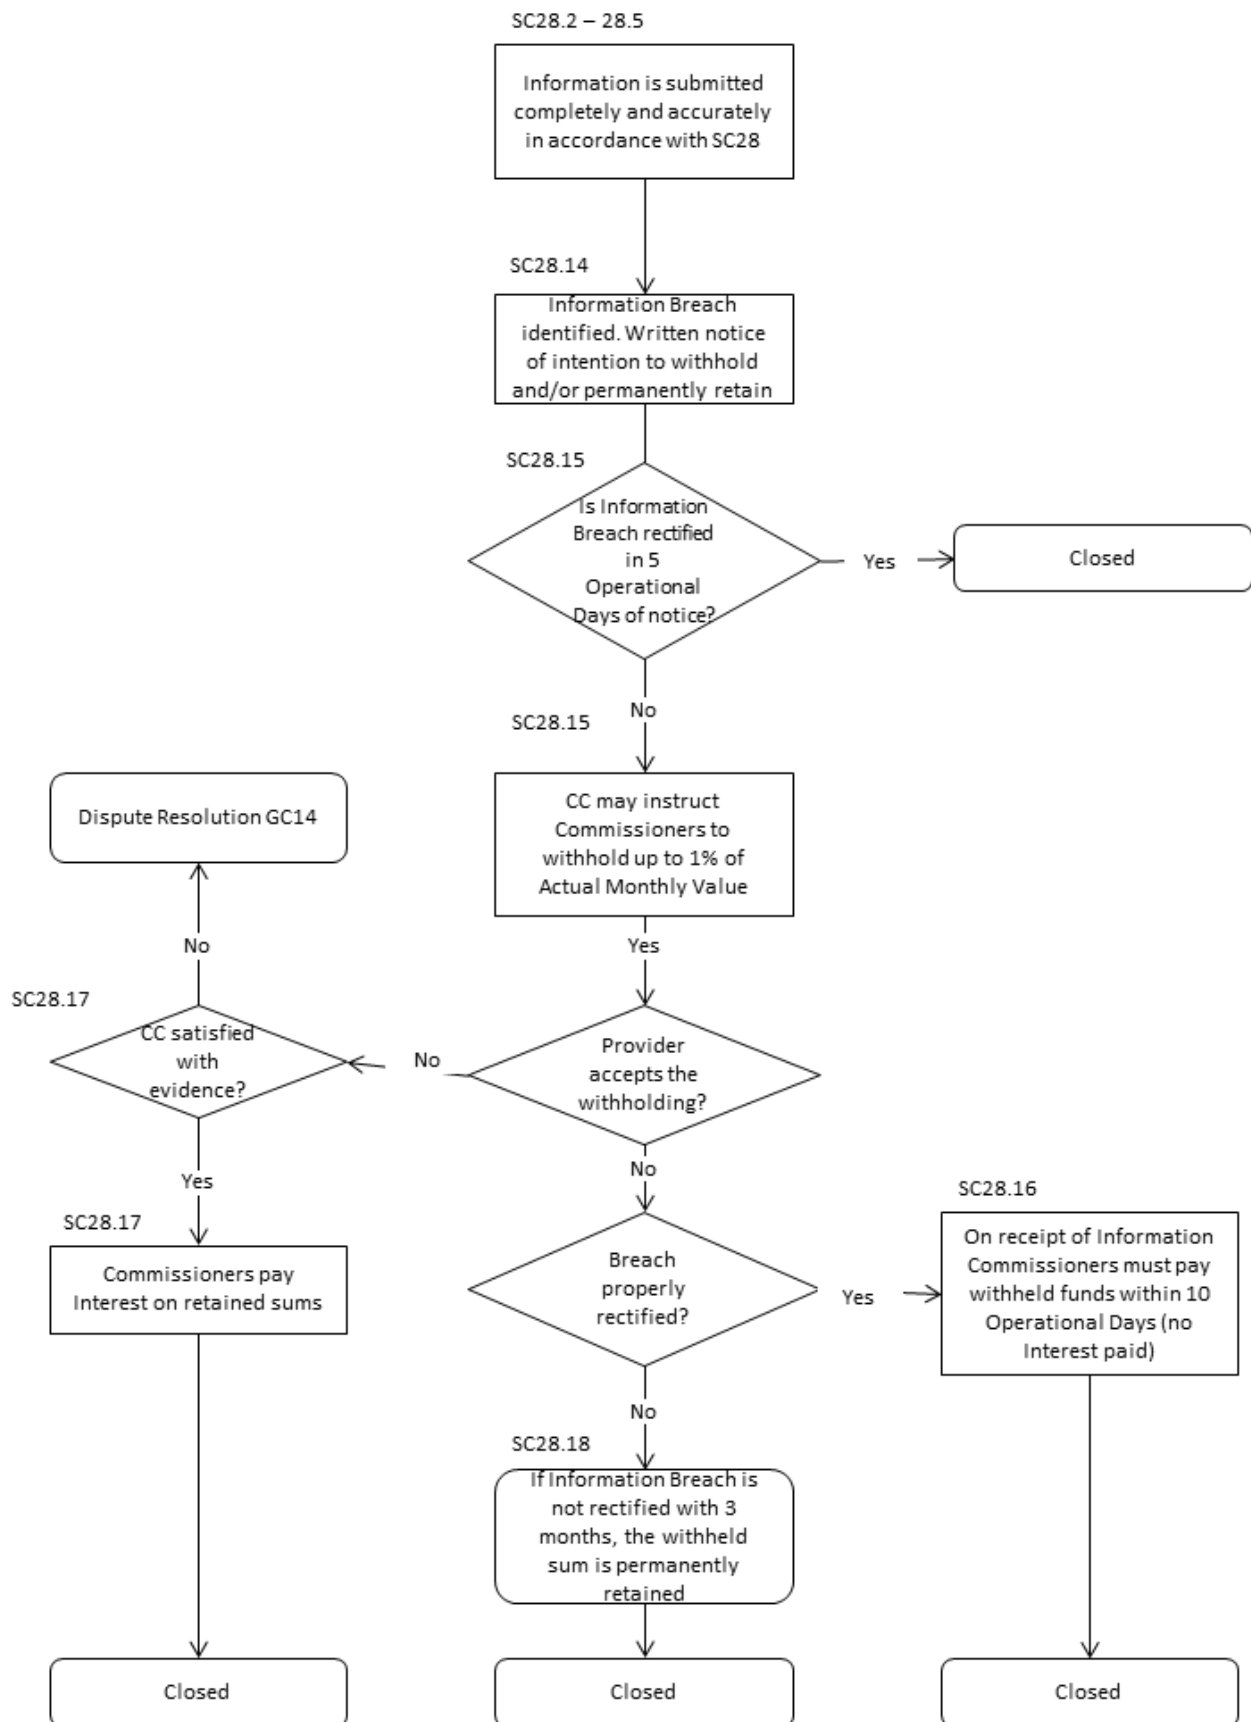 SC28.2 – 28.5
Information is submitted
completely and accurately
in accordance with SC28
SC28.14
Information Breach
identified. Written notice
of intention to withhold
and/or permanently retain
SC28.15
Is Information
Breach rectified
in 5
Operational
Days of notice?
Yes
Closed
No
SC28.15
CC may instruct
Commissioners to
withhold up to 1% of
Actual Monthly Value
Dispute Resolution GC14
No
Yes
SC28.17
CC satisfied
with
evidence?
No
Provider
accepts the
withholding?
Yes
No
SC28.17
Commissioners pay
Interest on retained sums
Breach
properly
rectified?
Yes
SC28.16
On receipt of Information
Commissioners must pay
withheld funds within 10
Operational Days (no
Interest paid)
No
SC28.18
If Information Breach is
not rectified with 3
months, the withheld
sum is permanently
retained
Closed
Closed
Closed